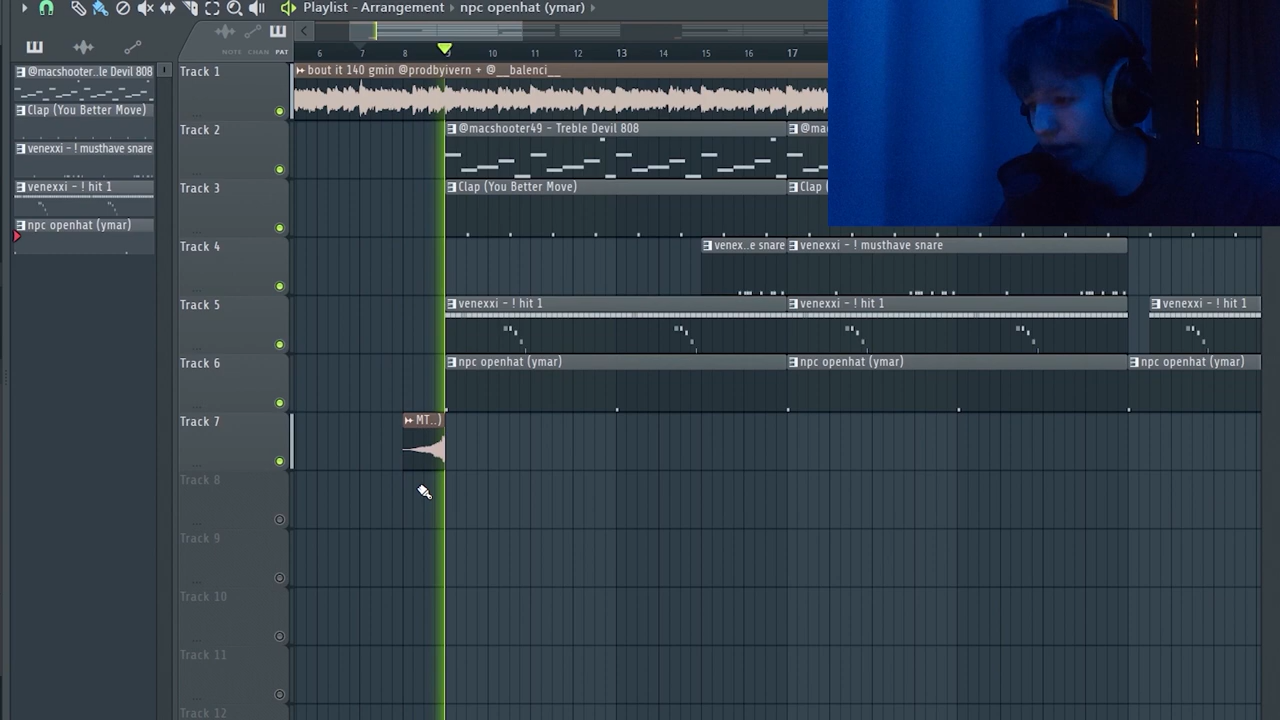 Playlist - Arrangement › npc openhat (ymar) ›
NOTE CHAN PAT
6 7 8 9 10 11 12 13 14 15 16 17
@macshooter..le Devil 808
Clap (You Better Move)
venexxi - ! musthave snare
venexxi - ! hit 1
npc openhat (ymar)
Track 1
bout it 140 gmin @prodbyivern + @__balenci__
Track 2
@macshooter49 - Treble Devil 808
@mac
Track 3
Clap (You Better Move)
Clap (
Track 4
venex..e snare
venexxi - ! musthave snare
Track 5
venexxi - ! hit 1
venexxi - ! hit 1
venexxi - ! hit 1
Track 6
npc openhat (ymar)
npc openhat (ymar)
npc openhat (ymar)
Track 7
MT..)
Track 8
Track 9
Track 10
Track 11
Track 12